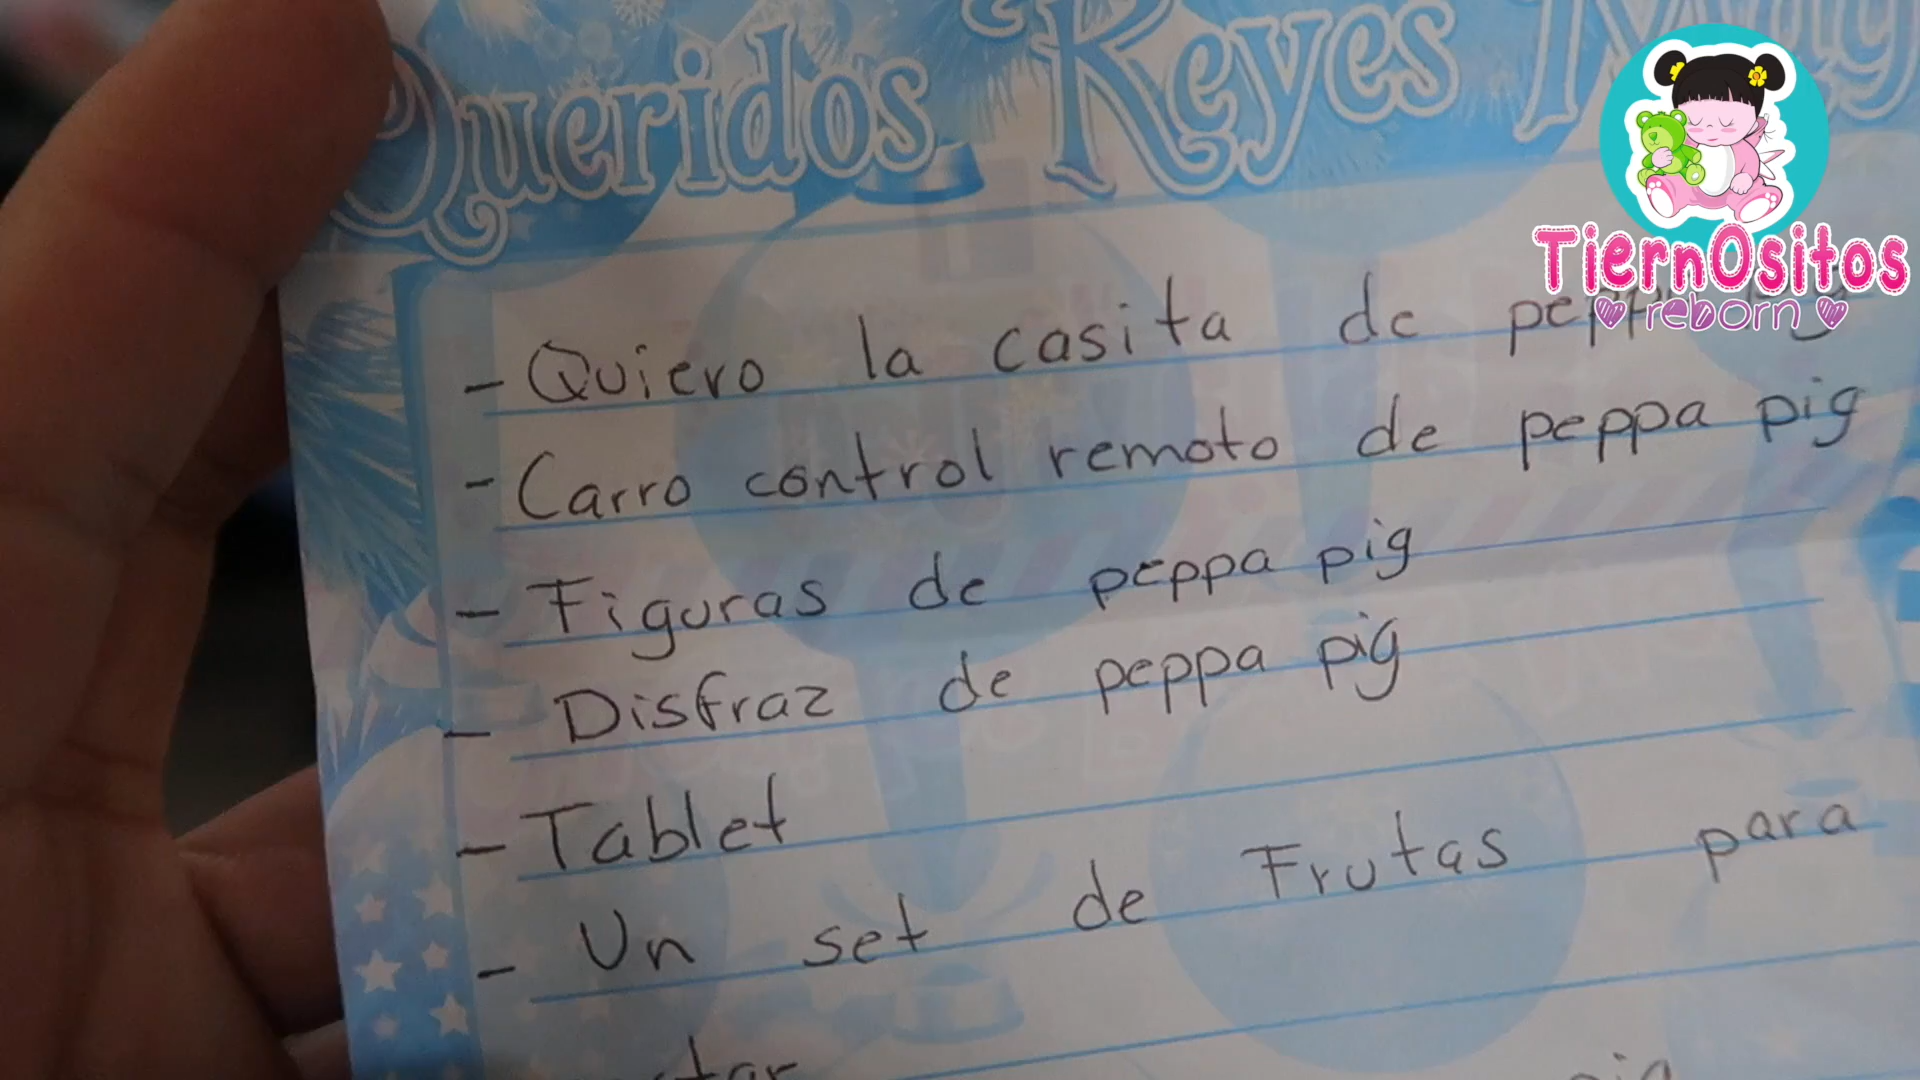 Queridos Reyes Mag
TiernOsitos
reborn
- Quiero la casita de
- Carro control remoto de peppa pig
- Figuras de peppa pig
- Disfraz de peppa pig
- Tablet
- Un set de Frutas para